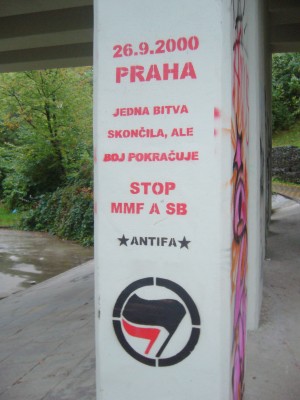 26.9.2000
PRAHA
JEDNA BITVA
SKONČILA, ALE
BOJ POKRAČUJE
STOP
MMF A SB
★ANTIFA★